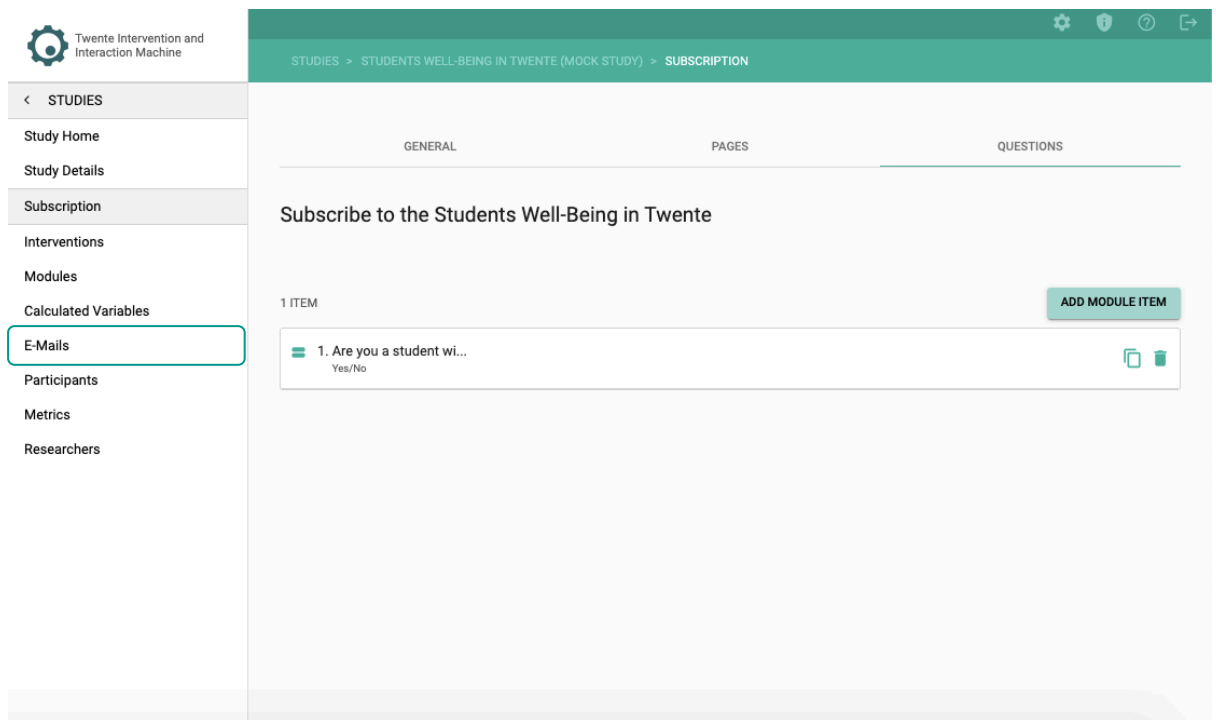 Twente Intervention and
Interaction Machine
STUDIES > STUDENTS WELL-BEING IN TWENTE (MOCK STUDY) > SUBSCRIPTION
< STUDIES
Study Home
Study Details
Subscription
Interventions
Modules
Calculated Variables
E-Mails
Participants
Metrics
Researchers
GENERAL PAGES QUESTIONS
Subscribe to the Students Well-Being in Twente
1 ITEM ADD MODULE ITEM
1. Are you a student wi...
Yes/No